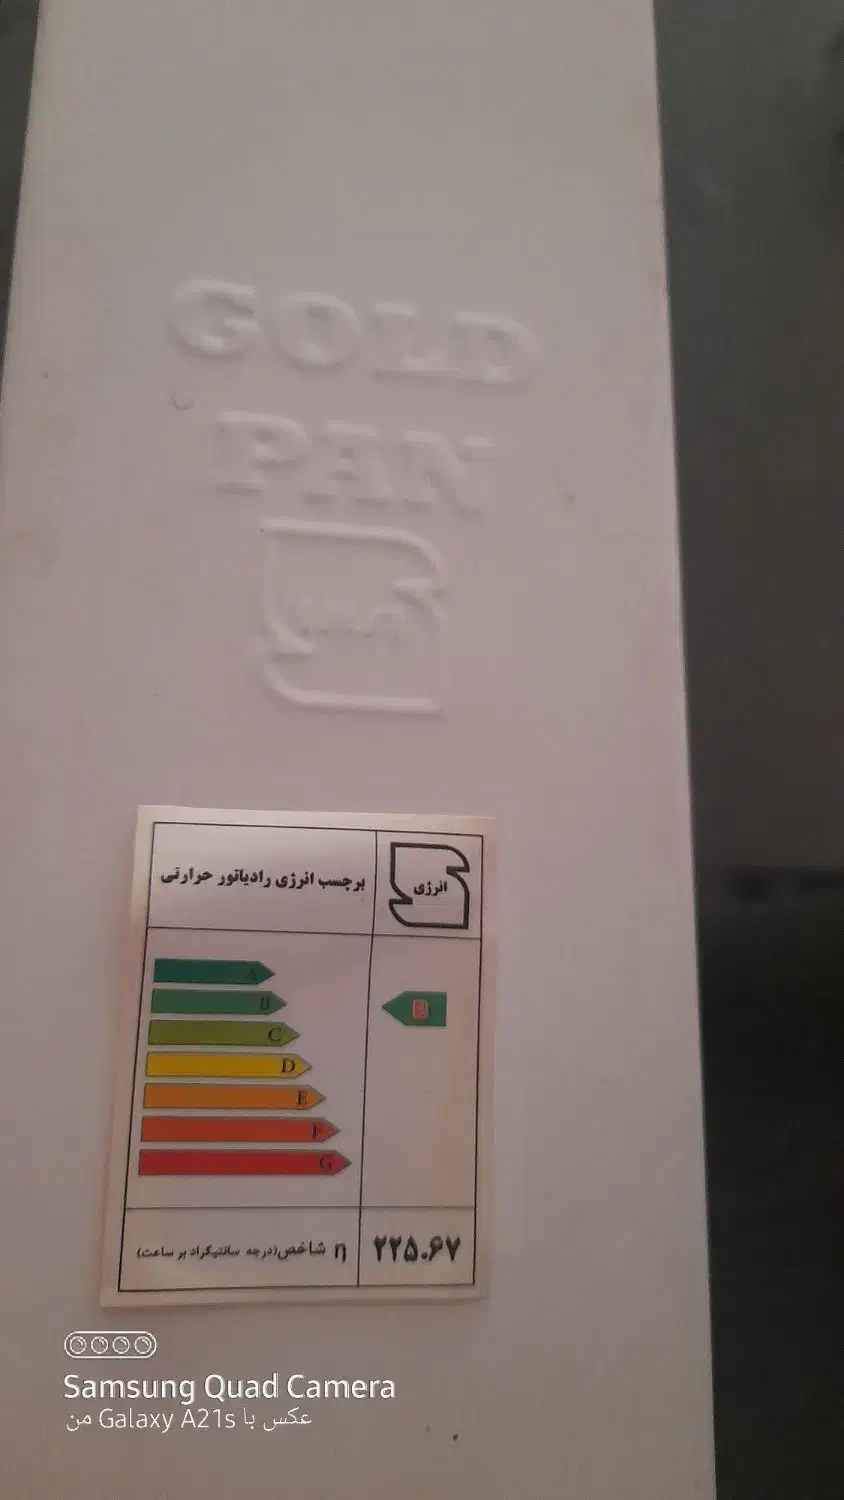 GOLD
PAN
برچسب انرژی رادیاتور حرارتی
انرژی
A
B
C
D
E
F
G
η شاخص(درجه سانتیگراد بر ساعت)
۲۲۵.۶۷
Samsung Quad Camera
عکس با Galaxy A21s من